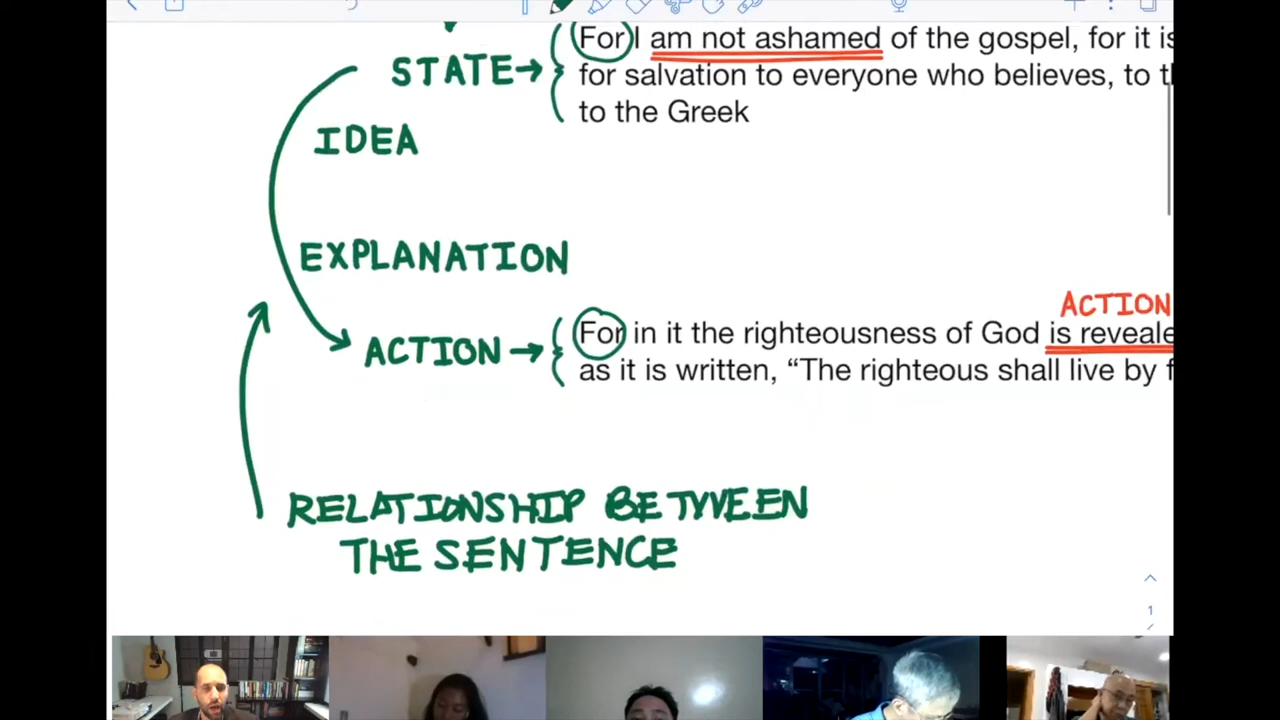 For I am not ashamed of the gospel, for it is
STATE→ for salvation to everyone who believes, to
to the Greek
IDEA
EXPLANATION
ACTION
For in it the righteousness of God is reveale
ACTION→ as it is written, “The righteous shall live by f
RELATIONSHIP BETWEEN
THE SENTENCE
1